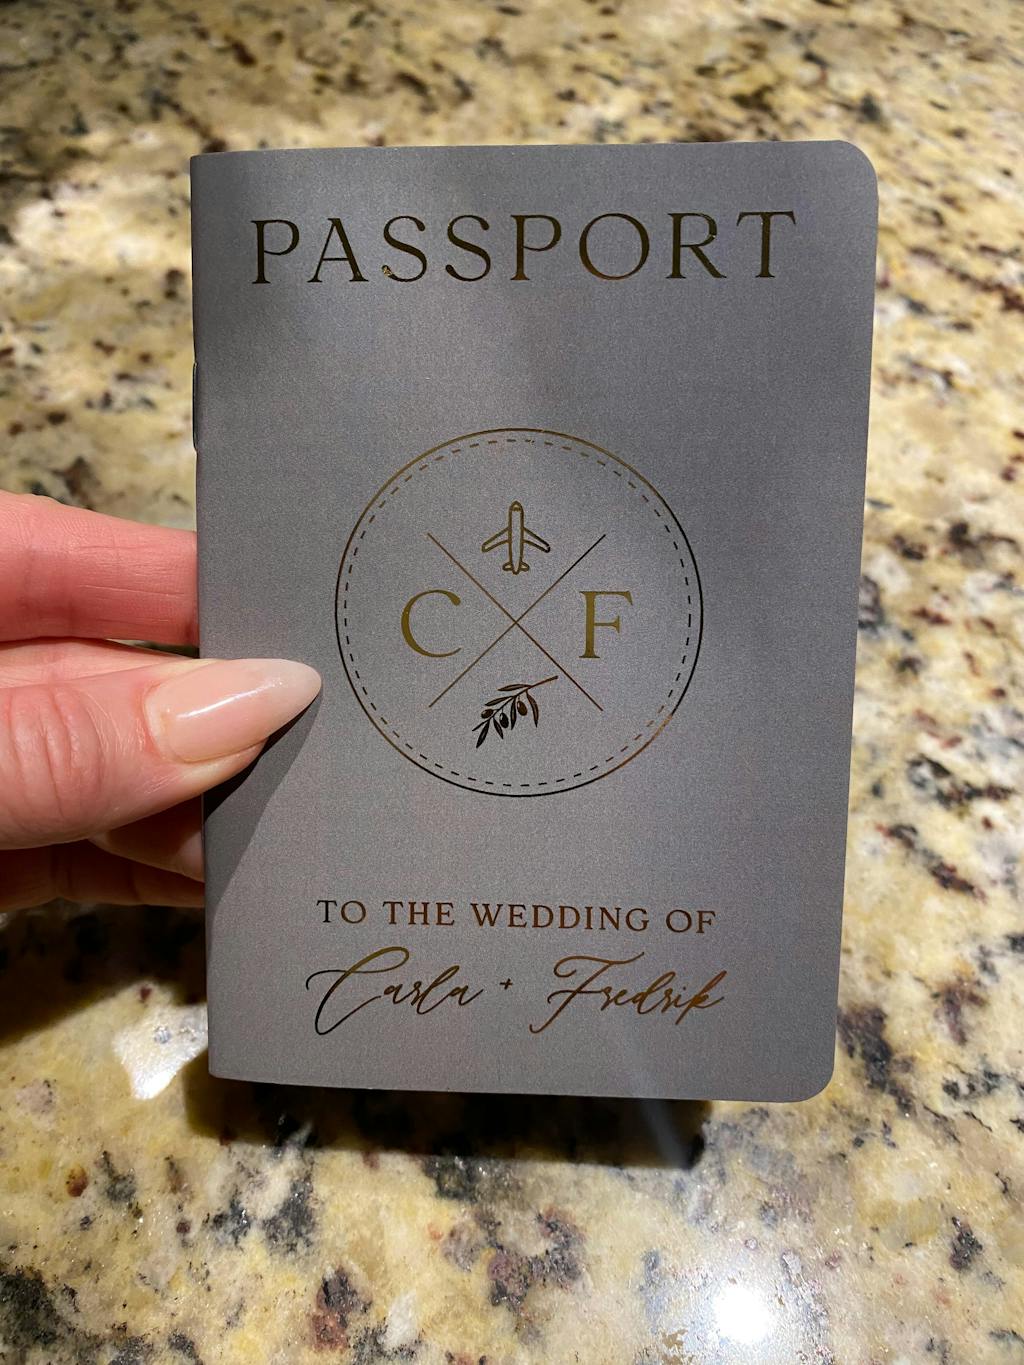 PASSPORT
C F
TO THE WEDDING OF
Carla + Fredrik